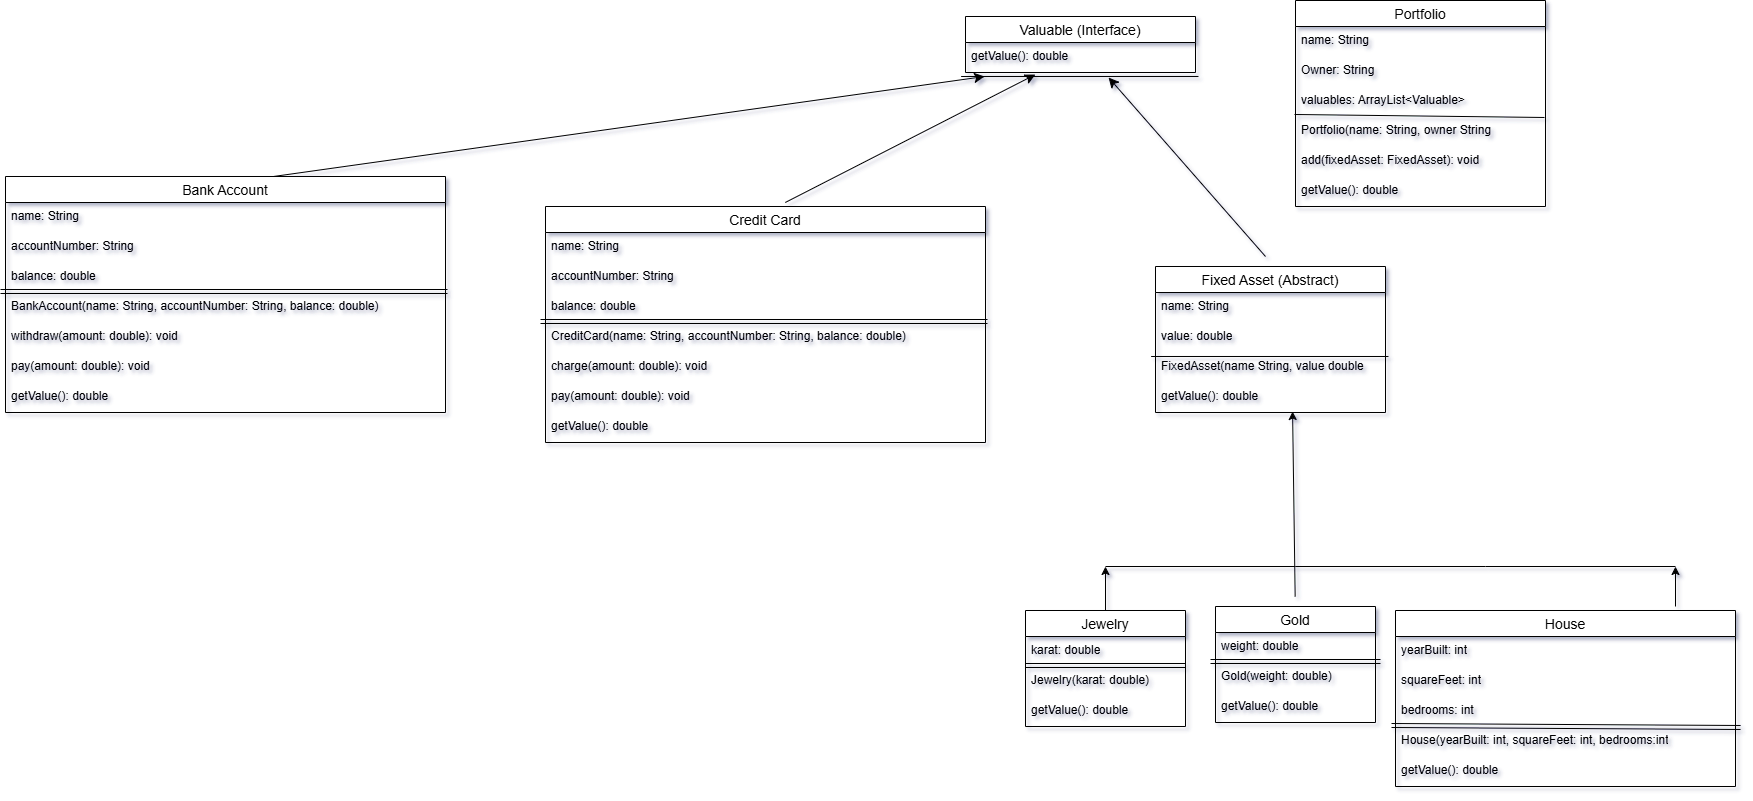 Valuable (Interface)
getValue(): double
Portfolio
name: String
Owner: String
valuables: ArrayList<Valuable>
Portfolio(name: String, owner String
add(fixedAsset: FixedAsset): void
getValue(): double
Bank Account
name: String
accountNumber: String
balance: double
BankAccount(name: String, accountNumber: String, balance: double)
withdraw(amount: double): void
pay(amount: double): void
getValue(): double
Credit Card
name: String
accountNumber: String
balance: double
CreditCard(name: String, accountNumber: String, balance: double)
charge(amount: double): void
pay(amount: double): void
getValue(): double
Fixed Asset (Abstract)
name: String
value: double
FixedAsset(name String, value double
getValue(): double
Jewelry
karat: double
Jewelry(karat: double)
getValue(): double
Gold
weight: double
Gold(weight: double)
getValue(): double
House
yearBuilt: int
squareFeet: int
bedrooms: int
House(yearBuilt: int, squareFeet: int, bedrooms:int
getValue(): double